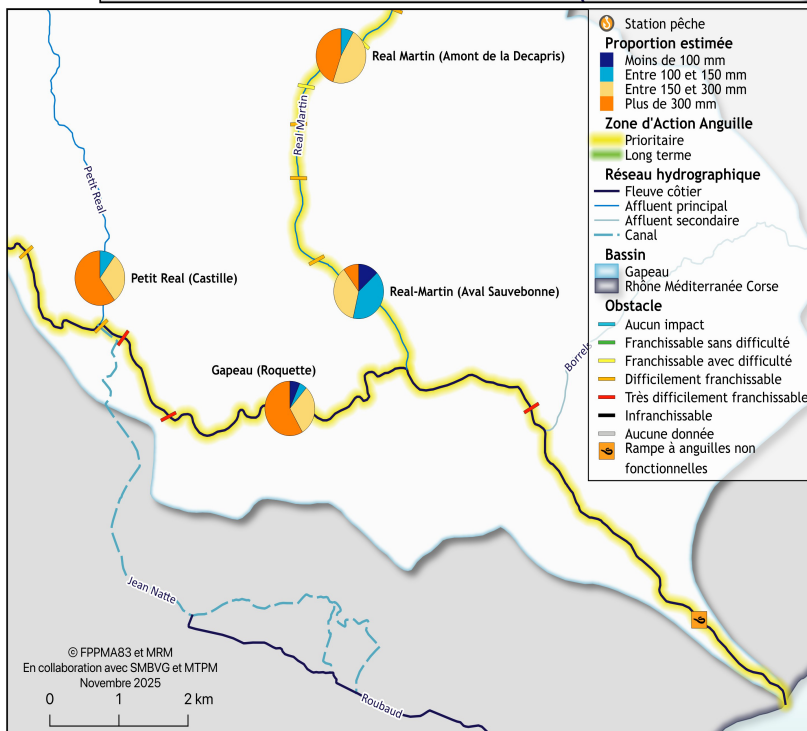 Real Martin (Amont de la Decapris)
Real Martin
Petit Real
Petit Real (Castille)
Real-Martin (Aval Sauvebonne)
Gapeau (Roquette)
Borrels
Jean Natte
Roubaud
© FPPMA83 et MRM
En collaboration avec SMBVG et MTPM
Novembre 2025
0 1 2 km
Station pêche
Proportion estimée
Moins de 100 mm
Entre 100 et 150 mm
Entre 150 et 300 mm
Plus de 300 mm
Zone d'Action Anguille
Prioritaire
Long terme
Réseau hydrographique
Fleuve côtier
Affluent principal
Affluent secondaire
Canal
Bassin
Gapeau
Rhône Méditerranée Corse
Obstacle
Aucun impact
Franchissable sans difficulté
Franchissable avec difficulté
Difficilement franchissable
Très difficilement franchissable
Infranchissable
Aucune donnée
Rampe à anguilles non
fonctionnelles